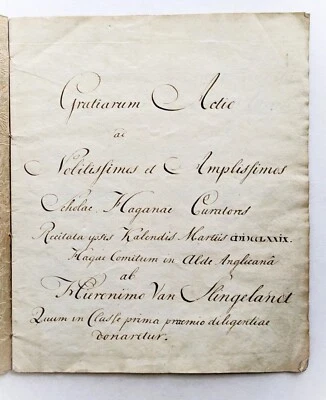 Gratiarum Actio
ad
Nobilissimos et Amplissimos
Scholae Haganae Curatores
Recitata ipsis Kalendis Martiis
Hagae Comitum in Aede Anglicanâ
ab
Hieronimo Van Slingelandt
Quum in Classe prima praemio diligentiae
donaretur.